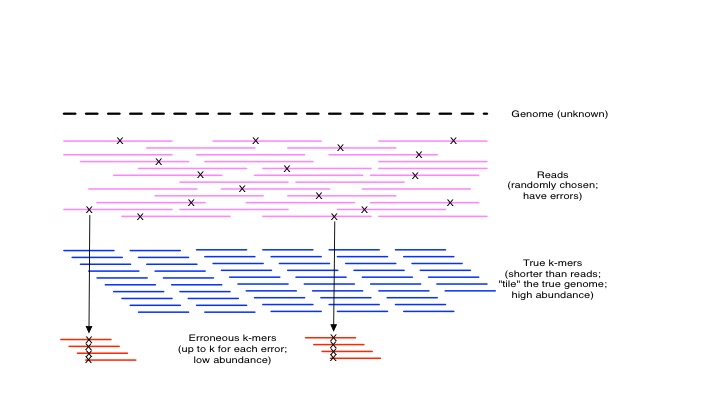 Genome (unknown)
Reads
(randomly chosen;
have errors)
True k-mers
(shorter than reads;
"tile" the true genome;
high abundance)
Erroneous k-mers
(up to k for each error;
low abundance)